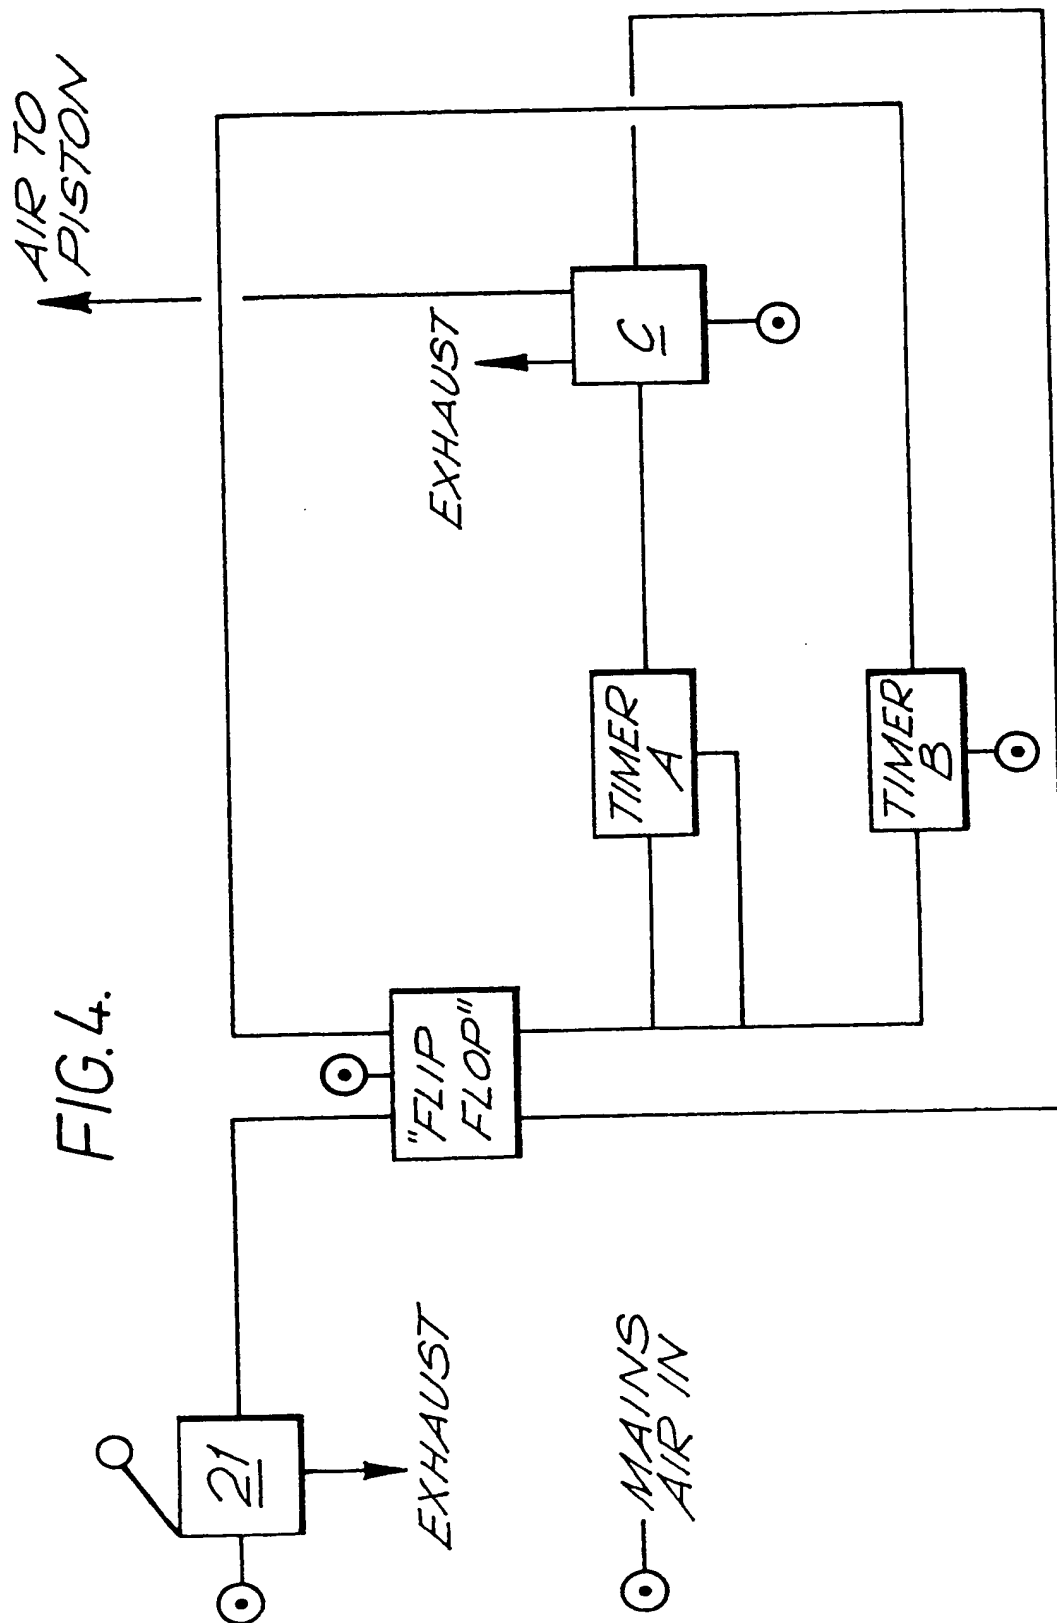 FIG. 4.
AIR TO
PISTON
EXHAUST
C
TIMER
A
TIMER
B
"FLIP
FLOP"
21
EXHAUST
MAINS
AIR IN